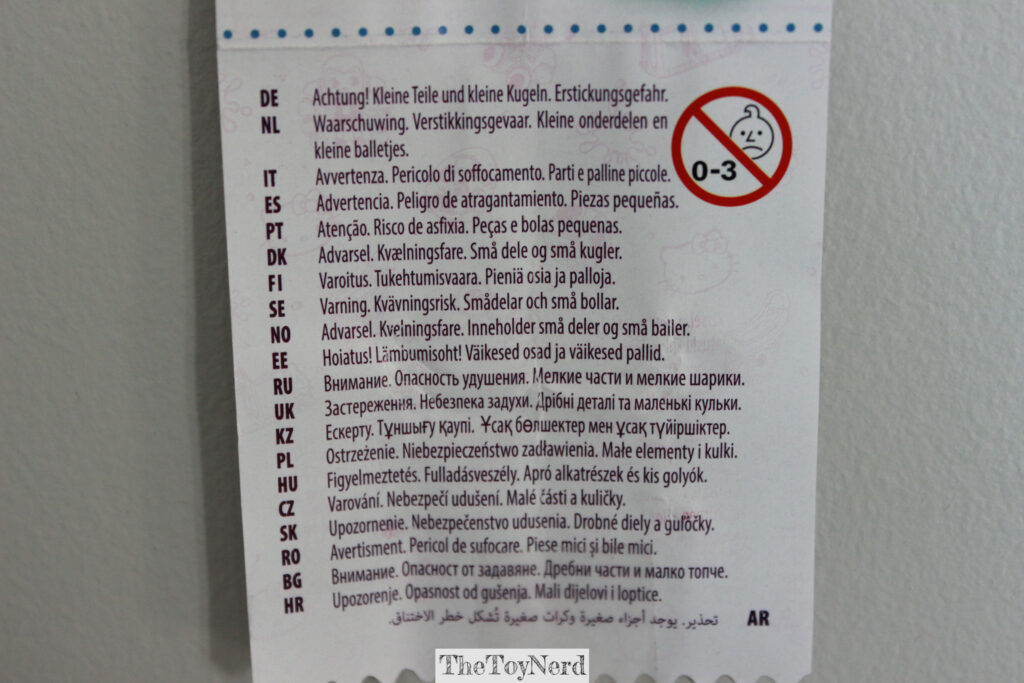 DE Achtung! Kleine Teile und kleine Kugeln. Erstickungsgefahr.
NL Waarschuwing. Verstikkingsgevaar. Kleine onderdelen en
kleine balletjes.
0-3
IT Avvertenza. Pericolo di soffocamento. Parti e palline piccole.
ES Advertencia. Peligro de atragantamiento. Piezas pequeñas.
PT Atenção. Risco de asfixia. Peças e bolas pequenas.
DK Advarsel. Kvælningsfare. Små dele og små kugler.
FI Varoitus. Tukehtumisvaara. Pieniä osia ja palloja.
SE Varning. Kvävningsrisk. Smådelar och små bollar.
NO Advarsel. Kvelningsfare. Inneholder små deler og små baller.
EE Hoiatus! Lämbumisoht! Väikesed osad ja väikesed pallid.
RU Внимание. Опасность удушения. Мелкие части и мелкие шарики.
UK Застереження. Небезпека задухи. Дрібні деталі та маленькі кульки.
KZ Ескерту. Тұншығу қаупі. Ұсақ бөлшектер мен ұсақ түйіршіктер.
PL Ostrzeżenie. Niebezpieczeństwo zadławienia. Małe elementy i kulki.
HU Figyelmeztetés. Fulladásveszély. Apró alkatrészek és kis golyók.
CZ Varování. Nebezpečí udušení. Malé části a kuličky.
SK Upozornenie. Nebezpečenstvo udusenia. Drobné diely a guľôčky.
RO Avertisment. Pericol de sufocare. Piese mici și bile mici.
BG Внимание. Опасност от задавяне. Дребни части и малко топче.
HR Upozorenje. Opasnost od gušenja. Mali dijelovi i loptice.
AR تحذير. يوجد أجزاء صغيرة وكرات صغيرة تُشكل خطر الاختناق.
TheToyNerd